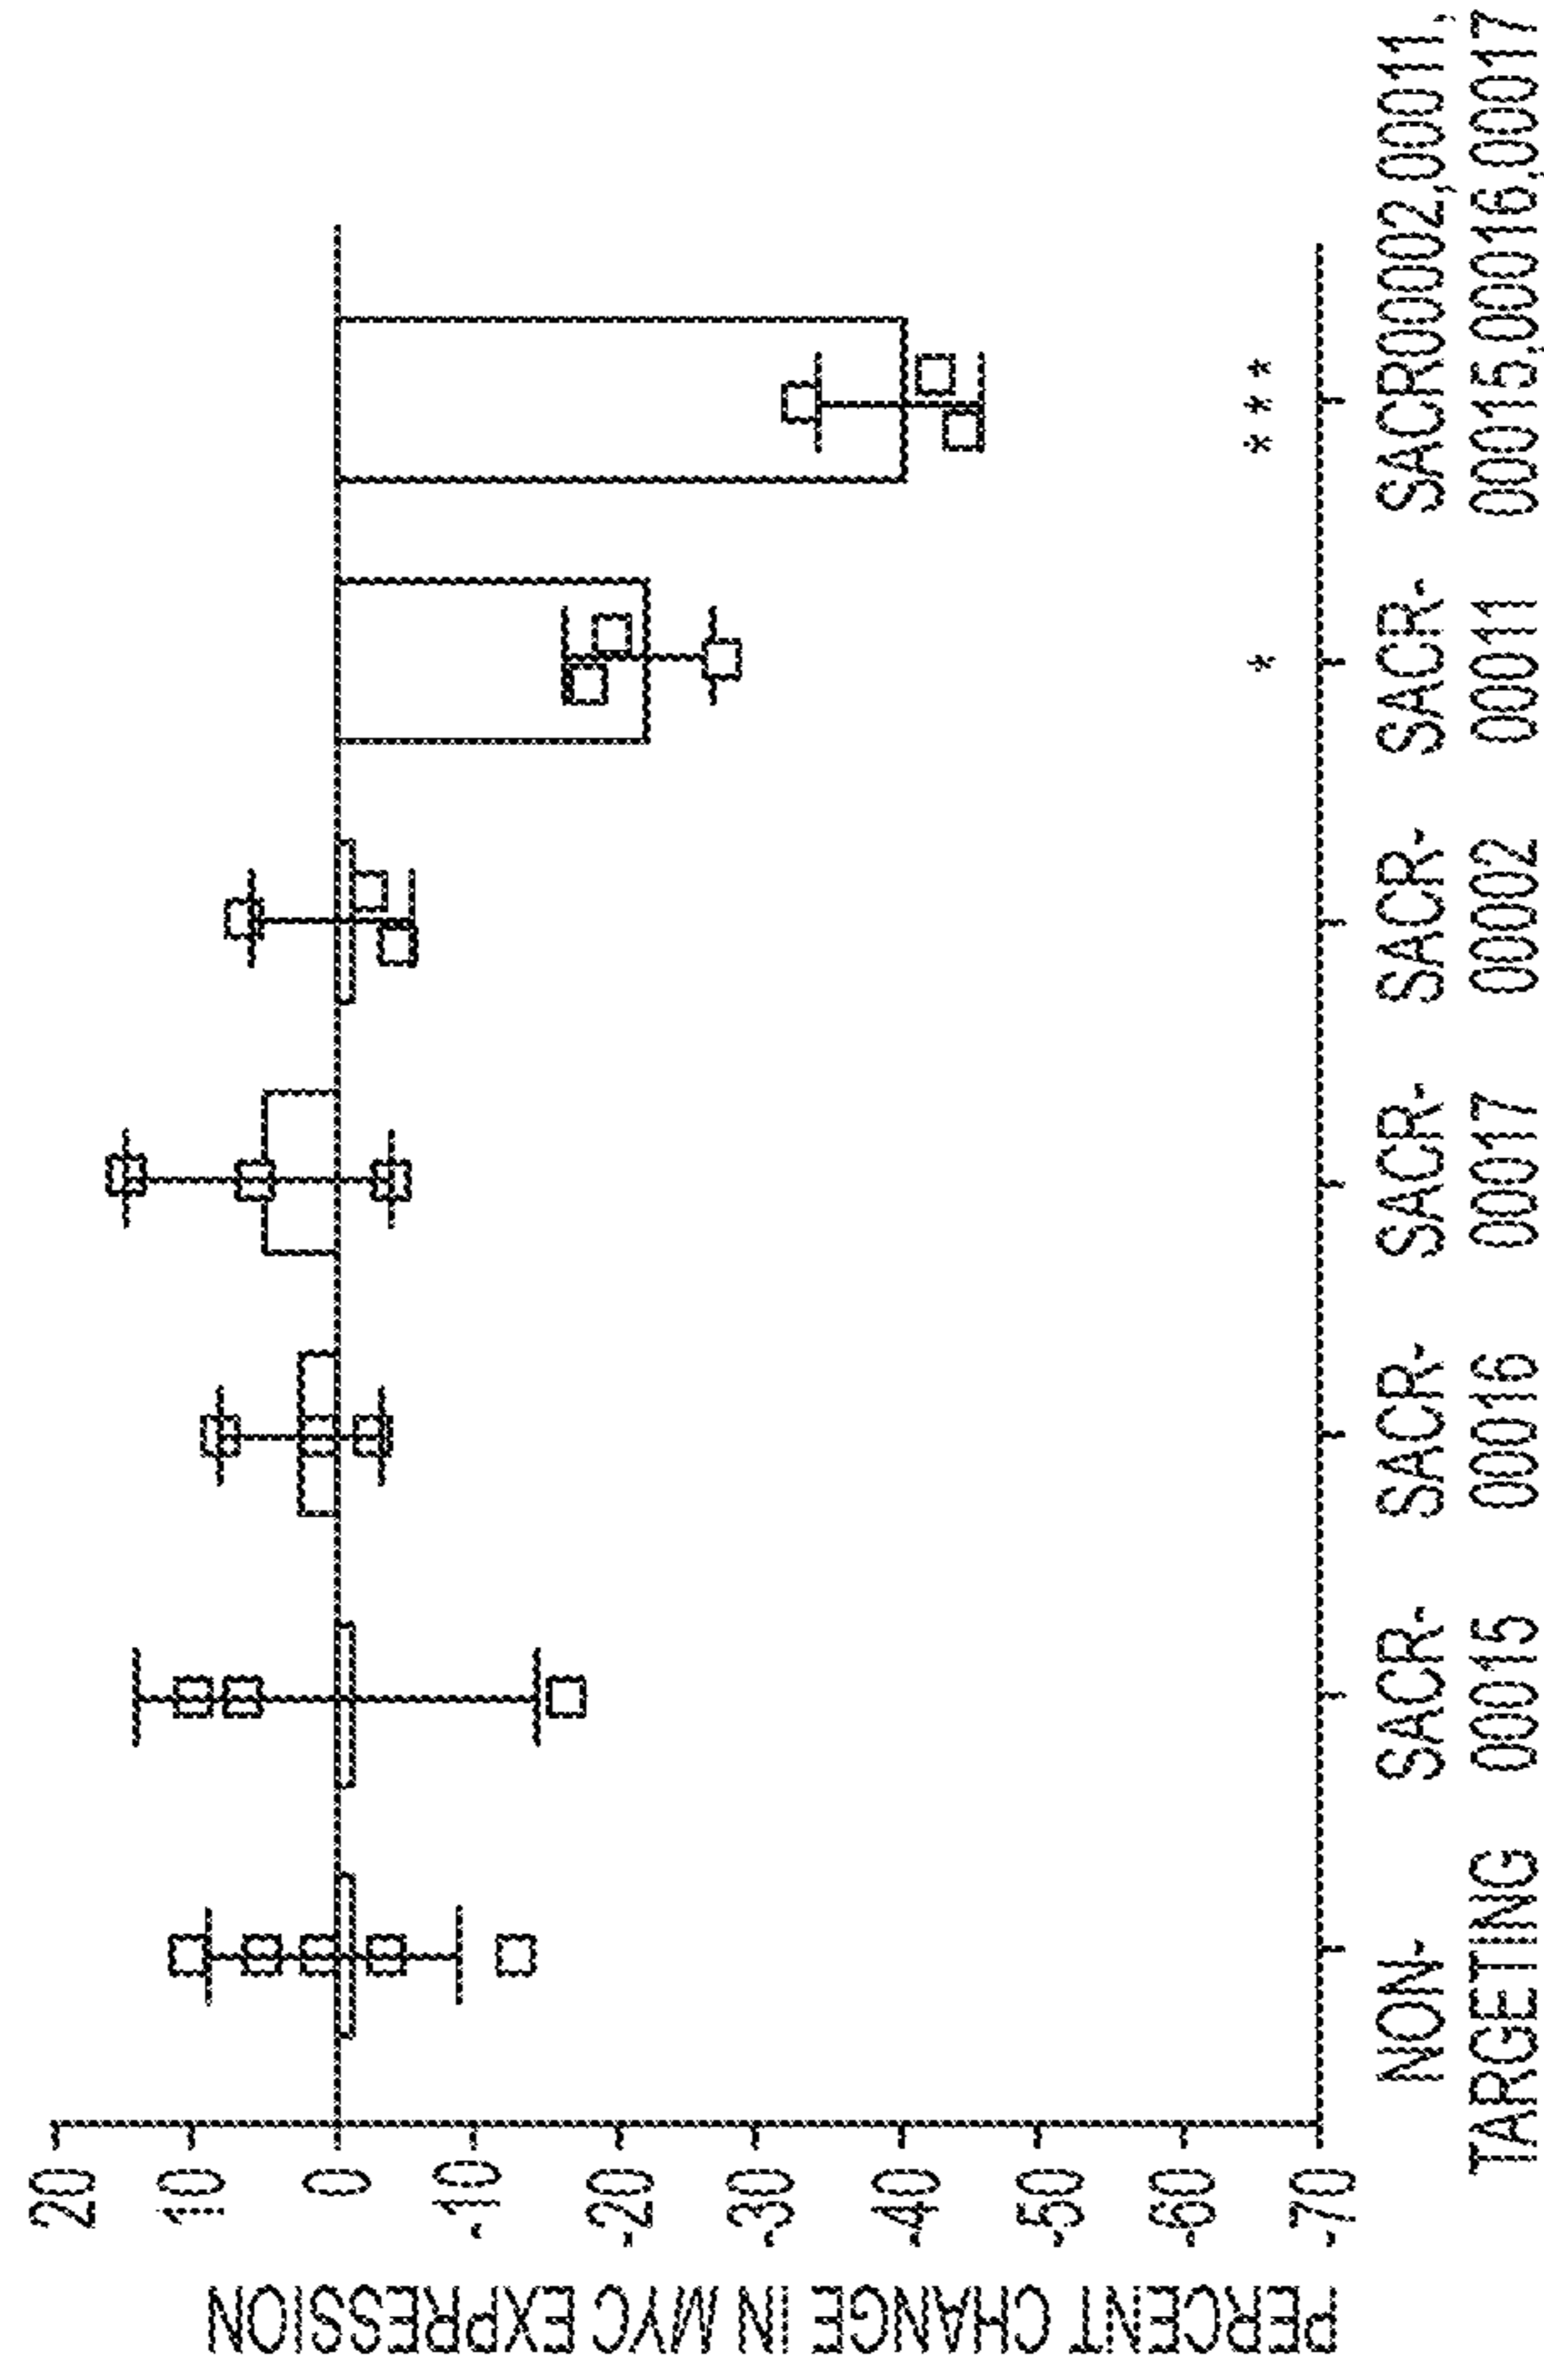 PERCENT CHANGE IN MYC EXPRESSION
20
10
0
-10
-20
-30
-40
-50
-60
-70
*
* * *
NON-
TARGETING
SACR-
00015
SACR-
00016
SACR-
00017
SACR-
00002
SACR-
00011
SACR00002,00011,
00015,00016,00017